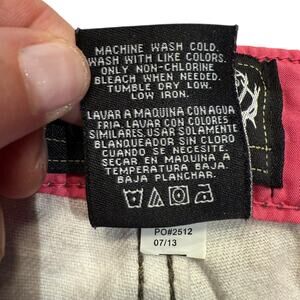 MACHINE WASH COLD.
WASH WITH LIKE COLORS.
ONLY NON-CHLORINE
BLEACH WHEN NEEDED.
TUMBLE DRY LOW.
LOW IRON.
LAVAR A MAQUINA CON AGUA
FRIA. LAVAR CON COLORES
SIMILARES. USAR SOLAMENTE
BLANQUEADOR SIN CLORO
CUANDO SE NECESITE.
SECAR EN MAQUINA A
TEMPERATURA BAJA.
BAJA PLANCHAR.
PO#2512
07/13